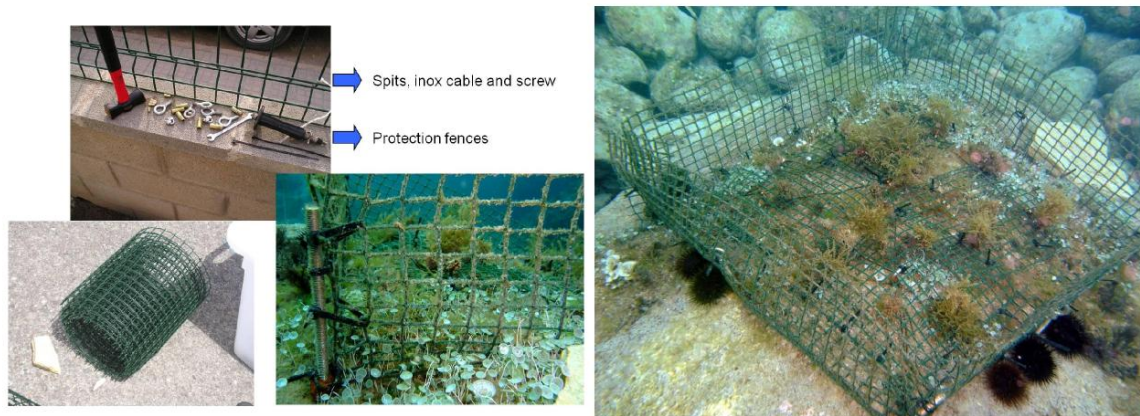 Spits, inox cable and screw
Protection fences